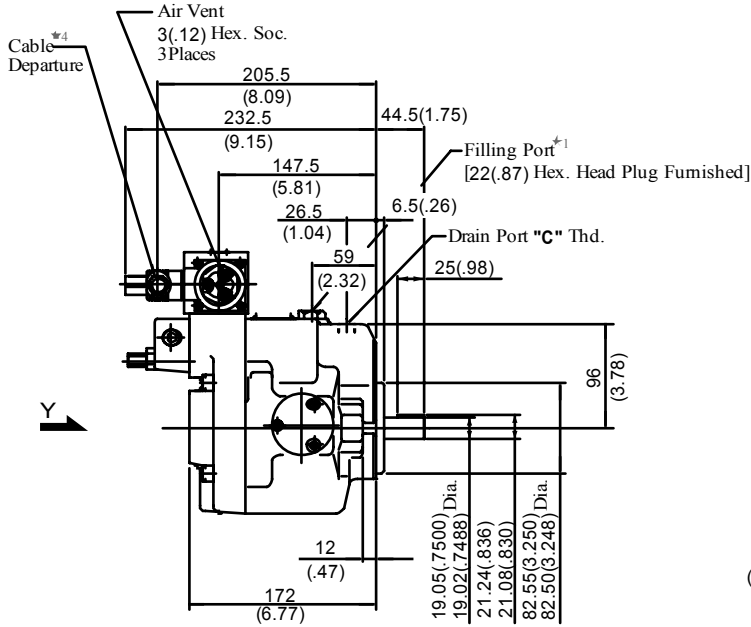 Air Vent
3(.12) Hex. Soc.
3Places
Cable★4
Departure
205.5
(8.09)
232.5
(9.15)
44.5(1.75)
147.5
(5.81)
Filling Port★1
[22(.87) Hex. Head Plug Furnished]
26.5
(1.04)
6.5(.26)
Drain Port "C" Thd.
59
(2.32)
25(.98)
96
(3.78)
Y
12
(.47)
172
(6.77)
19.05(.7500) Dia.
19.02(.7488)
21.24(.836)
21.08(.830)
82.55(3.250) Dia.
82.50(3.248)
(